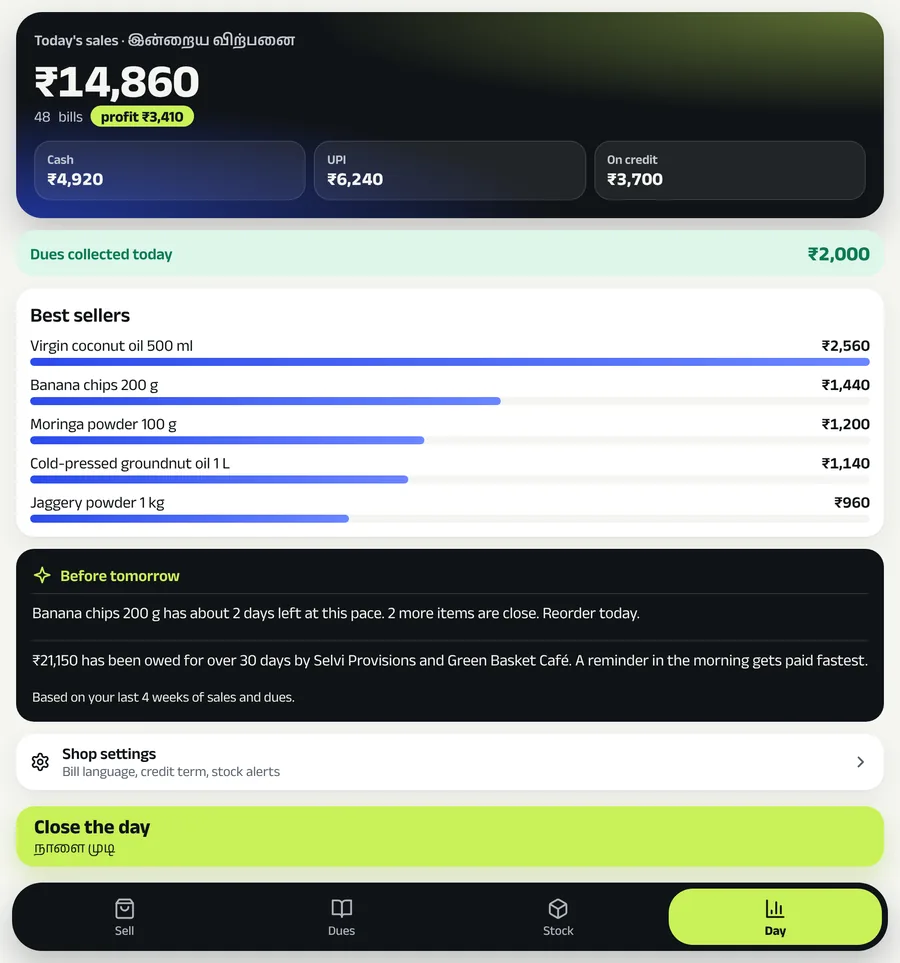 Today's sales · இன்றைய விற்பனை
₹14,860
48 bills profit ₹3,410
Cash
₹4,920
UPI
₹6,240
On credit
₹3,700
Dues collected today ₹2,000
Best sellers
Virgin coconut oil 500 ml ₹2,560
Banana chips 200 g ₹1,440
Moringa powder 100 g ₹1,200
Cold-pressed groundnut oil 1 L ₹1,140
Jaggery powder 1 kg ₹960
Before tomorrow
Banana chips 200 g has about 2 days left at this pace. 2 more items are close. Reorder today.
₹21,150 has been owed for over 30 days by Selvi Provisions and Green Basket Café. A reminder in the morning gets paid fastest.
Based on your last 4 weeks of sales and dues.
Shop settings
Bill language, credit term, stock alerts
Close the day
நாளை முடி
Sell
Dues
Stock
Day